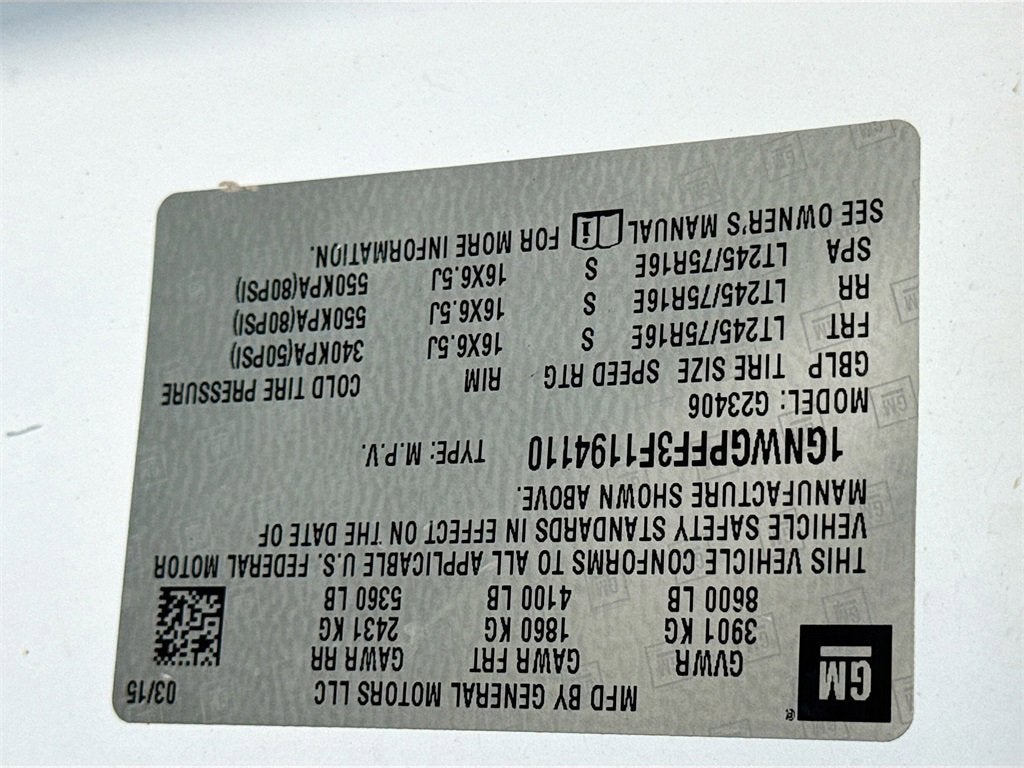 MFD BY GENERAL MOTORS LLC 03/15
GM ®
GVWR GAWR FRT GAWR RR
3901 KG 1860 KG 2431 KG
8600 LB 4100 LB 5360 LB
THIS VEHICLE CONFORMS TO ALL APPLICABLE U.S. FEDERAL MOTOR
VEHICLE SAFETY STANDARDS IN EFFECT ON THE DATE OF
MANUFACTURE SHOWN ABOVE.
1GNWGPFF3F1194110 TYPE: M.P.V.
MODEL: G23406
GBLP TIRE SIZE SPEED RTG RIM COLD TIRE PRESSURE
FRT LT245/75R16E S 16X6.5J 340KPA(50PSI)
RR LT245/75R16E S 16X6.5J 550KPA(80PSI)
SPA LT245/75R16E S 16X6.5J 550KPA(80PSI)
SEE OWNER'S MANUAL i FOR MORE INFORMATION.